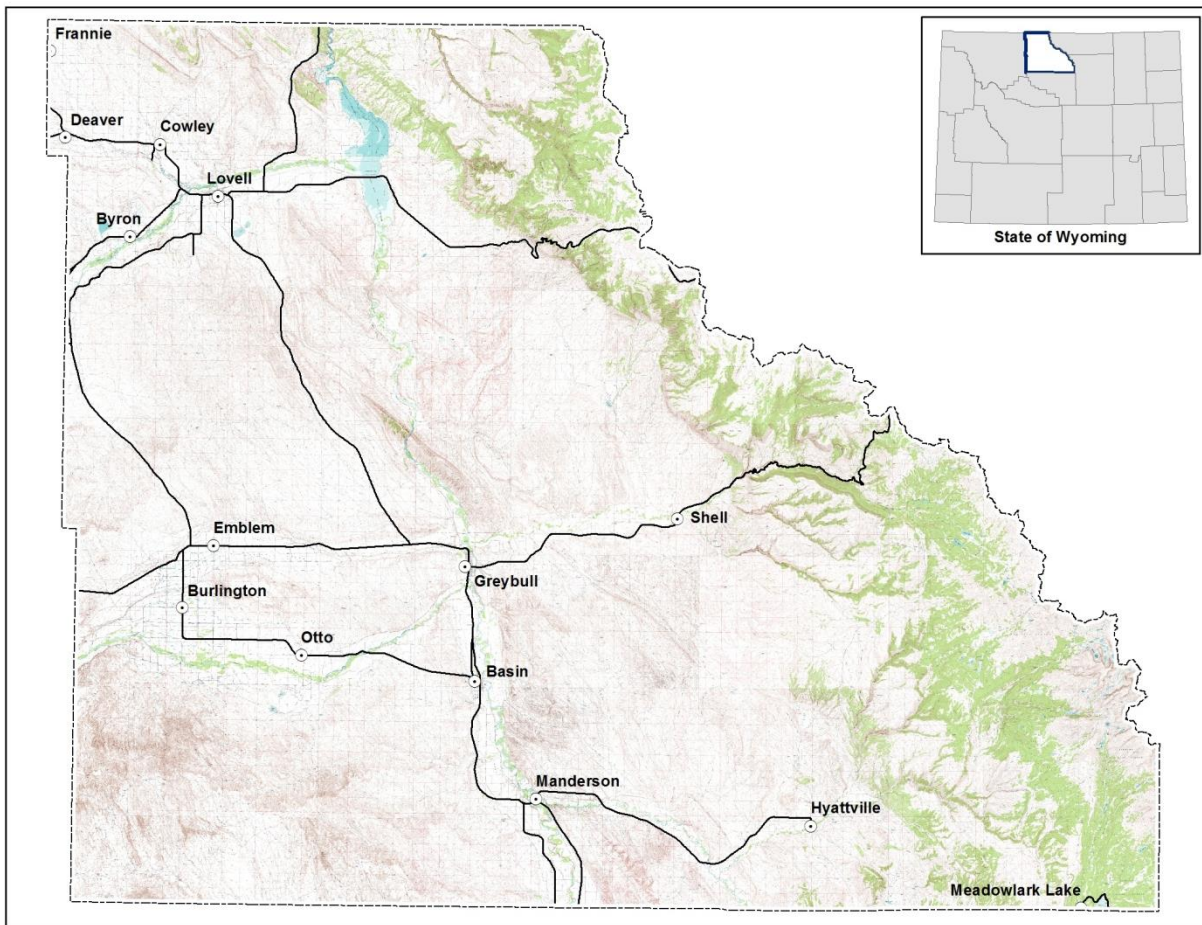 Frannie
Deaver
Cowley
Lovell
Byron
State of Wyoming
Emblem
Shell
Greybull
Burlington
Otto
Basin
Manderson
Hyattville
Meadowlark Lake